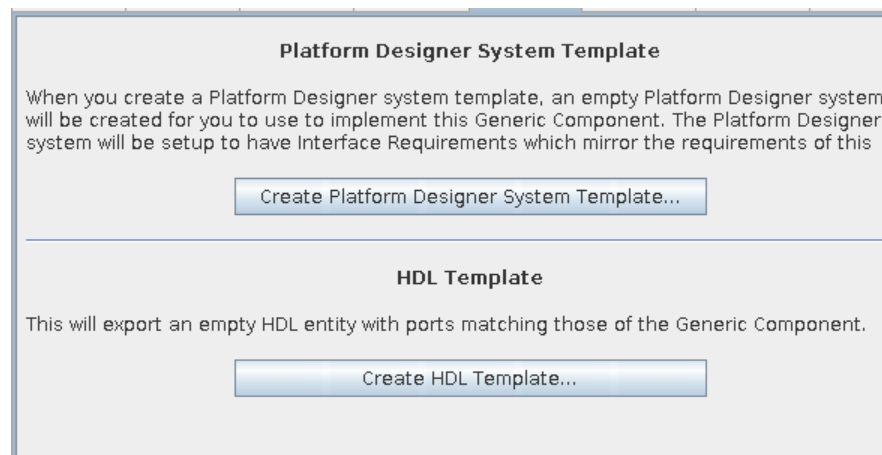 Platform Designer System Template
When you create a Platform Designer system template, an empty Platform Designer system
will be created for you to use to implement this Generic Component. The Platform Designer
system will be setup to have Interface Requirements which mirror the requirements of this
Create Platform Designer System Template...
HDL Template
This will export an empty HDL entity with ports matching those of the Generic Component.
Create HDL Template...